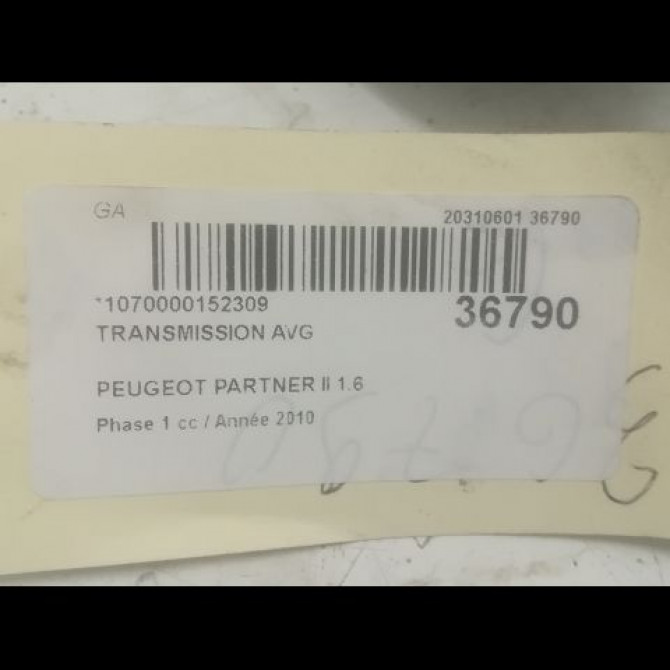 GA
20310601 36790
*1070000152309
36790
TRANSMISSION AVG
PEUGEOT PARTNER II 1.6
Phase 1 cc / Année 2010